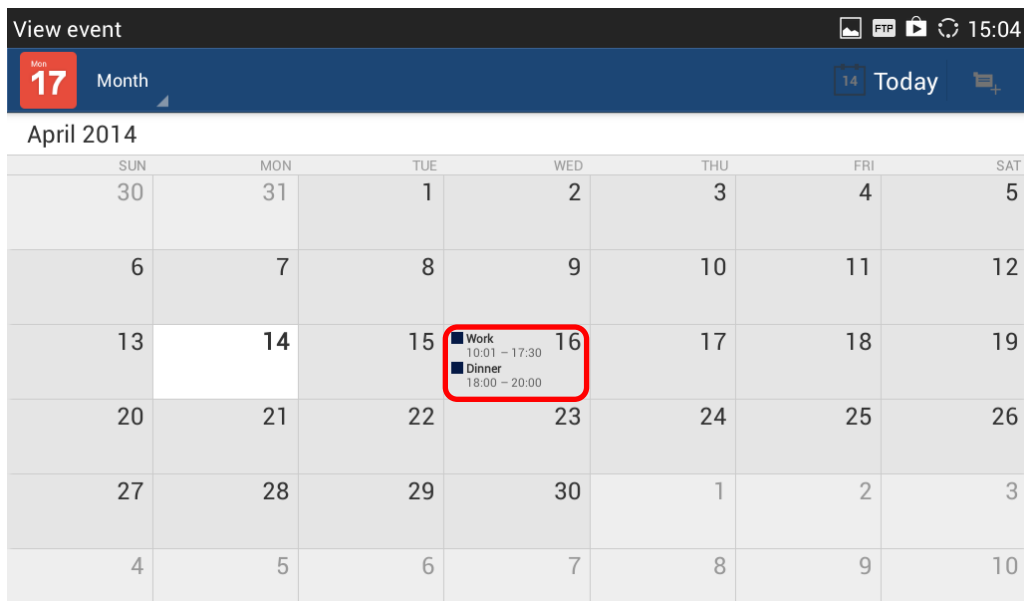 View event FTP 15:04
Mon
17 Month 14 Today
April 2014
SUN MON TUE WED THU FRI SAT
30 31 1 2 3 4 5
6 7 8 9 10 11 12
13 14 15 16 17 18 19
Work
10:01 – 17:30
Dinner
18:00 – 20:00
20 21 22 23 24 25 26
27 28 29 30 1 2 3
4 5 6 7 8 9 10